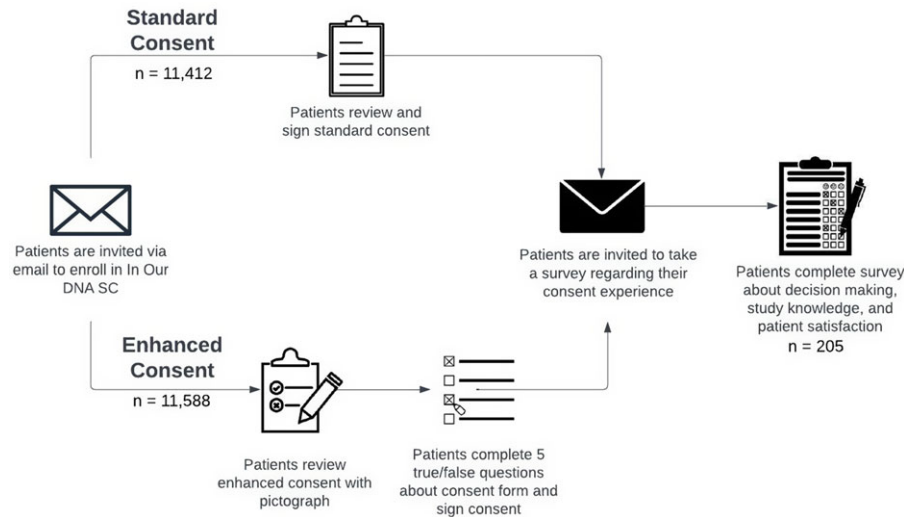 Standard
Consent
n = 11,412
Patients review and
sign standard consent
Patients are invited via
email to enroll in In Our
DNA SC
Patients are invited to take
a survey regarding their
consent experience
Patients complete survey
about decision making,
study knowledge, and
patient satisfaction
n = 205
Enhanced
Consent
n = 11,588
Patients review
enhanced consent with
pictograph
Patients complete 5
true/false questions
about consent form and
sign consent